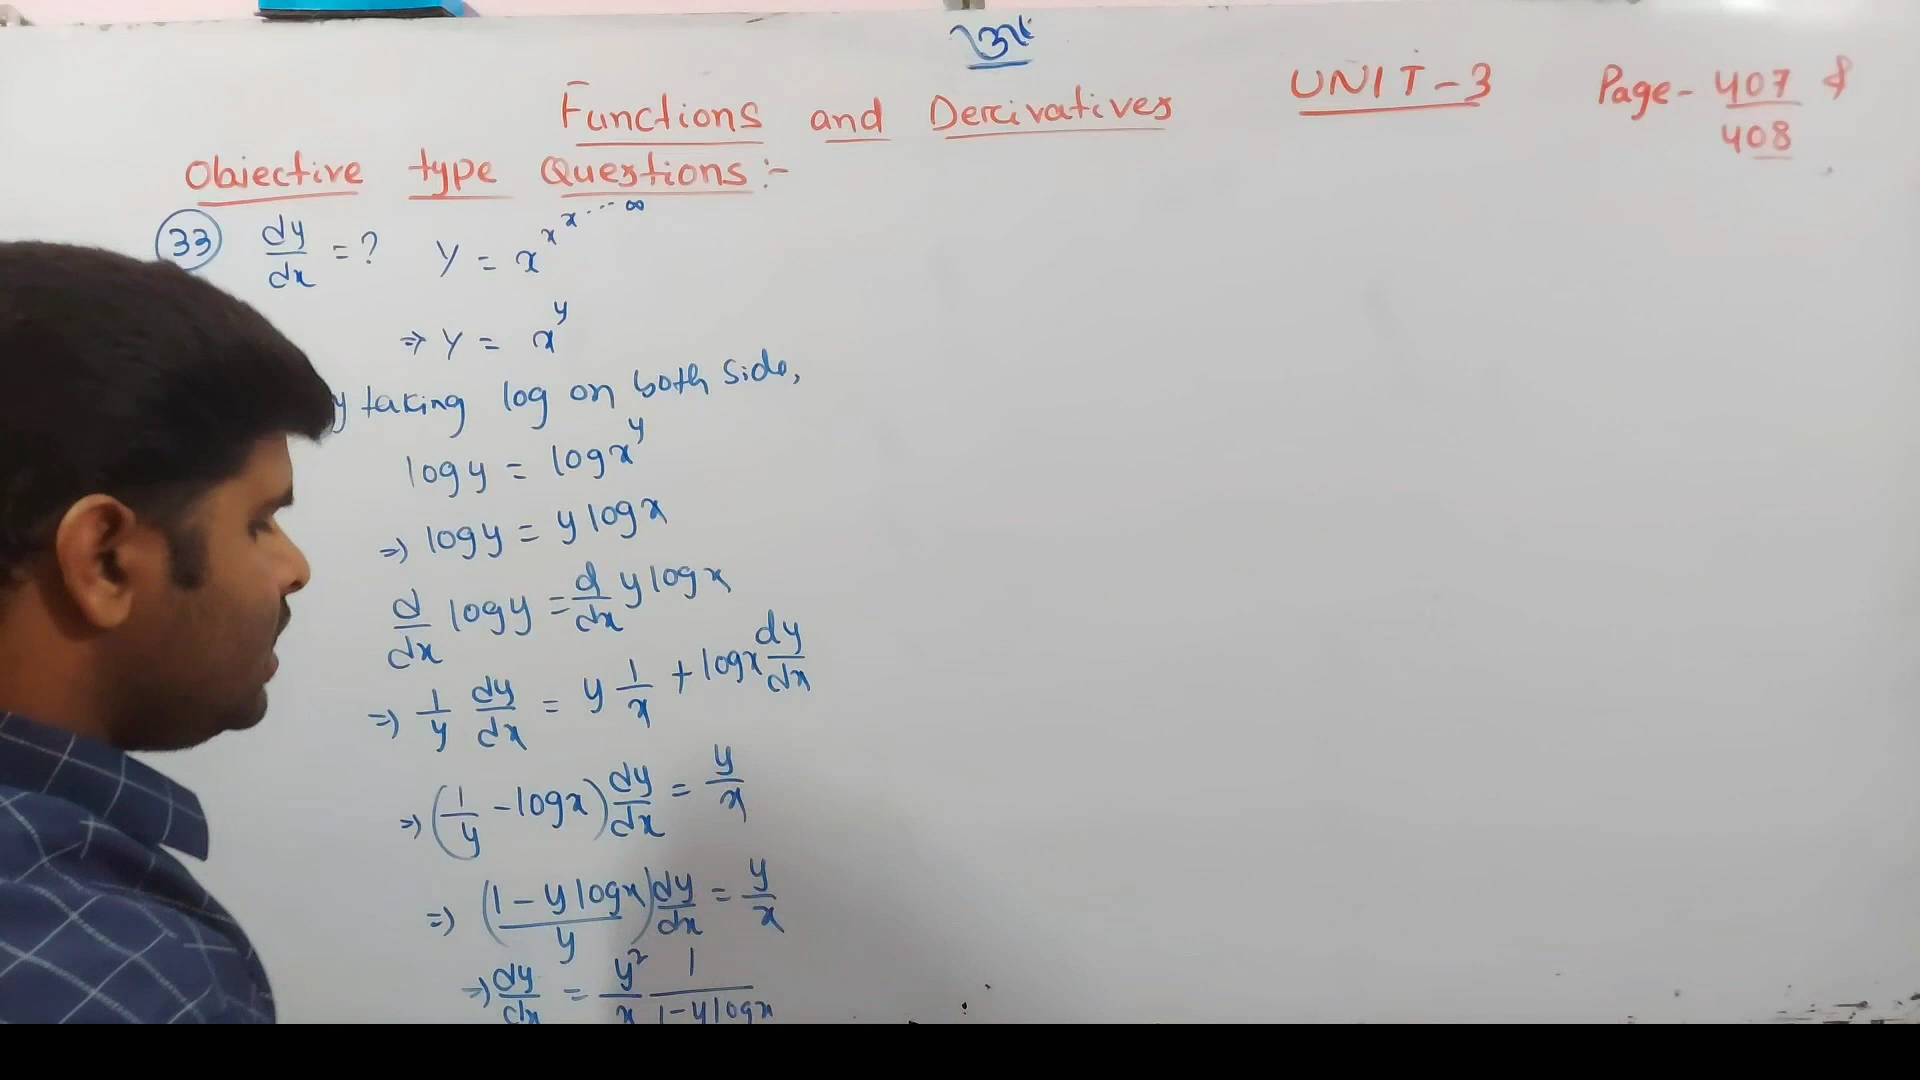 ॐ
UNIT-3 Page- 407 &
408
Functions and Dercivatives
Objective type Questions:-
33 dy/dx = ? y = x^x^x^...∞
⇒ y = x^y
y taking log on both side,
log y = log x^y
⇒ log y = y log x
d/dx log y = d/dx y log x
⇒ 1/y dy/dx = y 1/x + log x dy/dx
⇒ (1/y - log x) dy/dx = y/x
⇒ (1 - y log x / y) dy/dx = y/x
⇒ dy/dx = y²/x 1/1-y log x